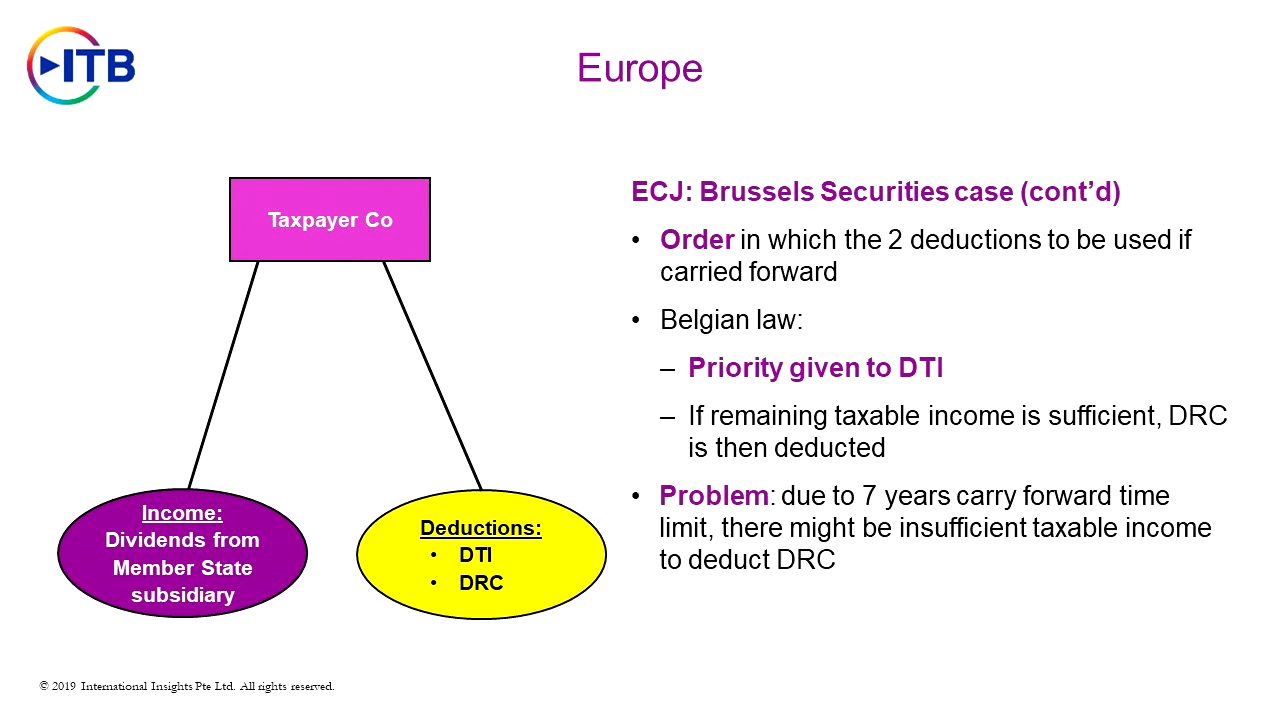 ITB
Europe
Taxpayer Co
Income:
Dividends from
Member State
subsidiary
Deductions:
• DTI
• DRC
ECJ: Brussels Securities case (cont’d)
• Order in which the 2 deductions to be used if
carried forward
• Belgian law:
– Priority given to DTI
– If remaining taxable income is sufficient, DRC
is then deducted
• Problem: due to 7 years carry forward time
limit, there might be insufficient taxable income
to deduct DRC
© 2019 International Insights Pte Ltd. All rights reserved.